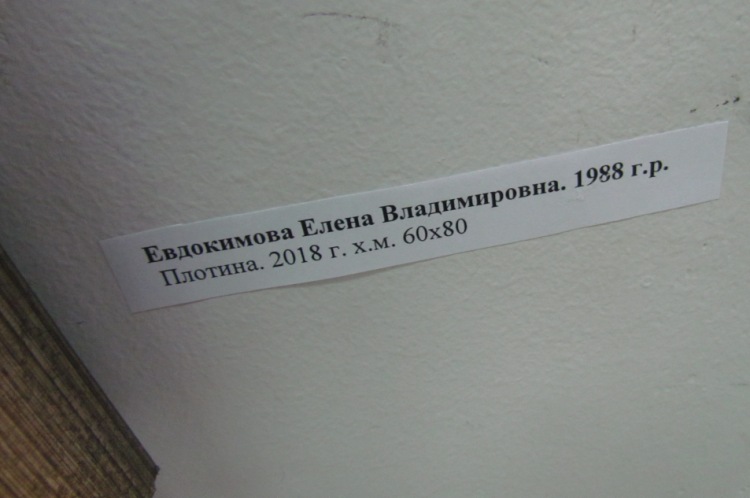 Евдокимова Елена Владимировна. 1988 г.р.
Плотина. 2018 г. х.м. 60х80